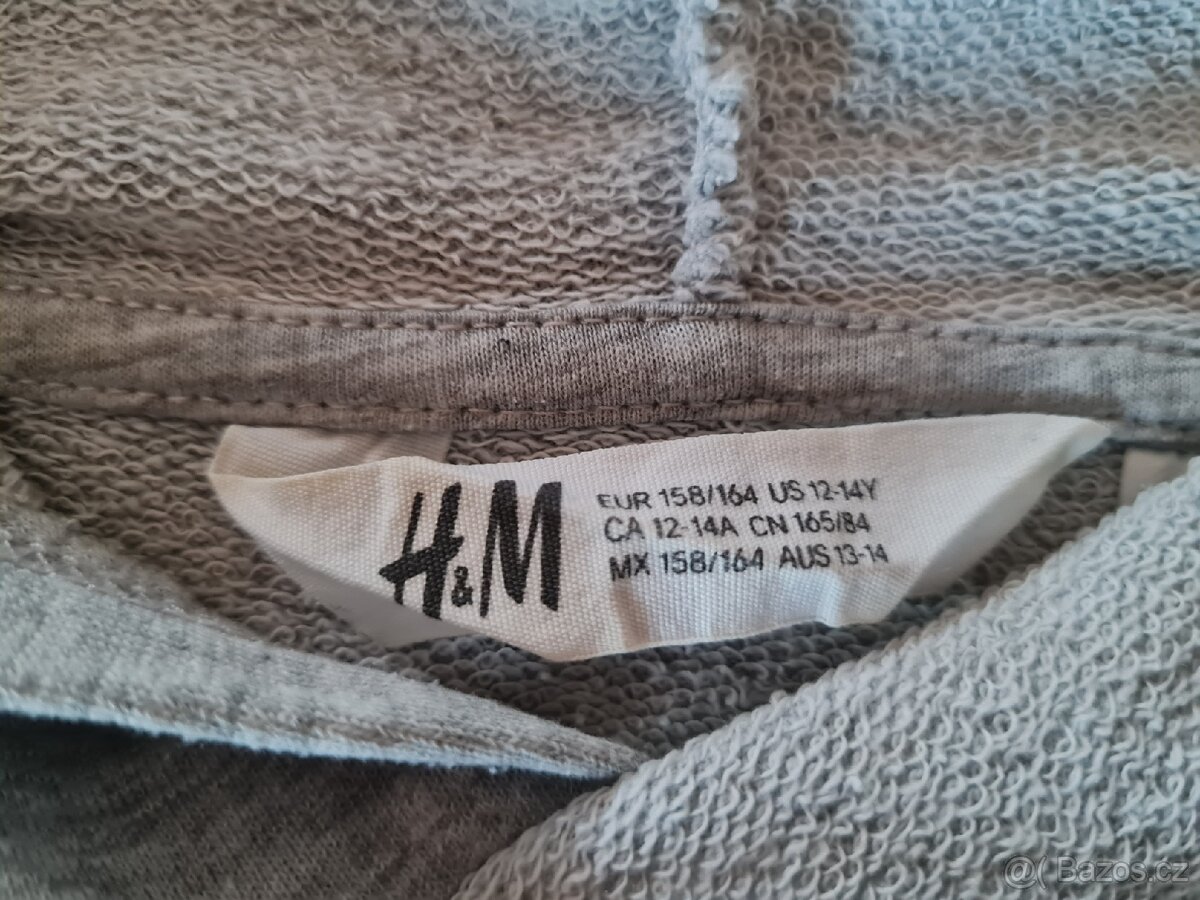 H&M
EUR 158/164 US 12-14Y
CA 12-14A CN 165/84
MX 158/164 AUS 13-14
@( Bazos.cz